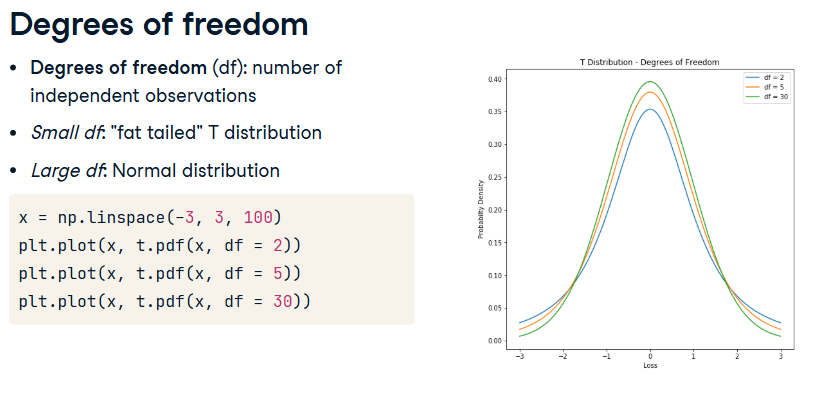 Degrees of freedom
• Degrees of freedom (df): number of
independent observations
• Small df: "fat tailed" T distribution
• Large df: Normal distribution
x = np.linspace(-3, 3, 100)
plt.plot(x, t.pdf(x, df = 2))
plt.plot(x, t.pdf(x, df = 5))
plt.plot(x, t.pdf(x, df = 30))
T Distribution - Degrees of Freedom
df = 2
df = 5
df = 30
Probability Density
0.40
0.35
0.30
0.25
0.20
0.15
0.10
0.05
0.00
−3 −2 −1 0 1 2 3
Loss